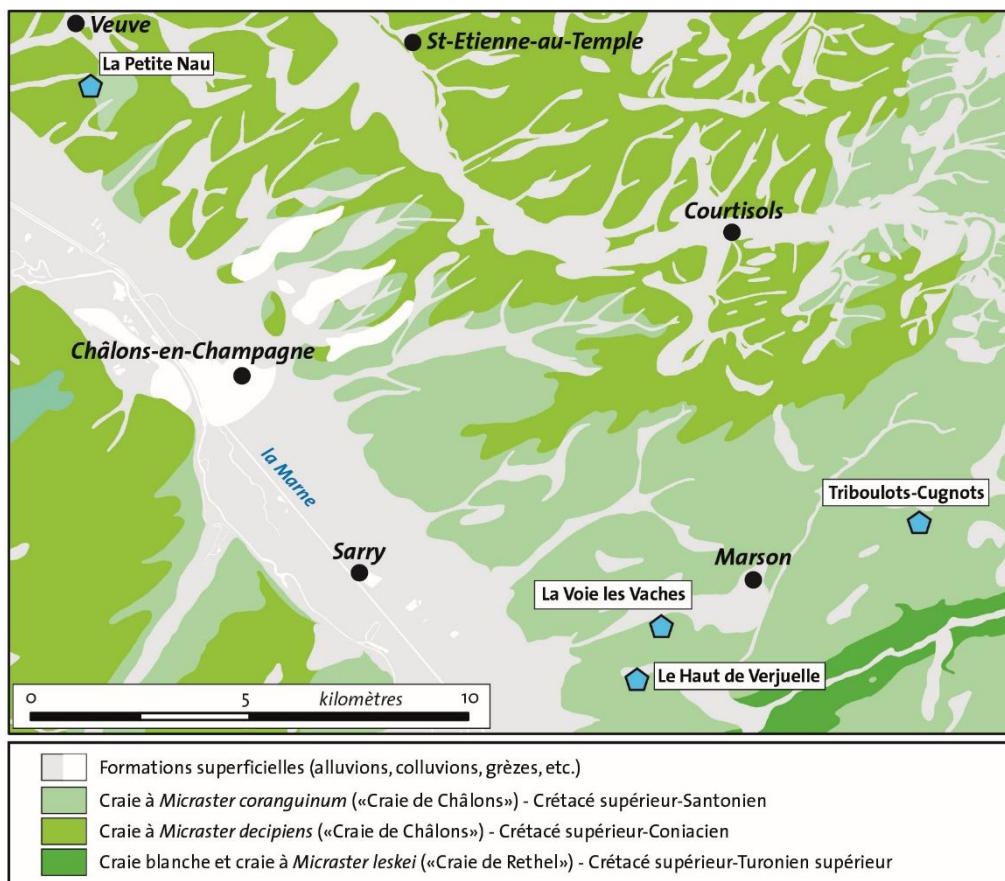 Veuve
La Petite Nau
St-Etienne-au-Temple
Courtisols
Châlons-en-Champagne
la Marne
Triboulots-Cugnots
Sarry
Marson
La Voie les Vaches
Le Haut de Verjuelle
0 5 kilomètres 10
Formations superficielles (alluvions, colluvions, grèzes, etc.)
Craie à Micraster coranguinum («Craie de Châlons») - Crétacé supérieur-Santonien
Craie à Micraster decipiens («Craie de Châlons») - Crétacé supérieur-Coniacien
Craie blanche et craie à Micraster leskei («Craie de Rethel») - Crétacé supérieur-Turonien supérieur